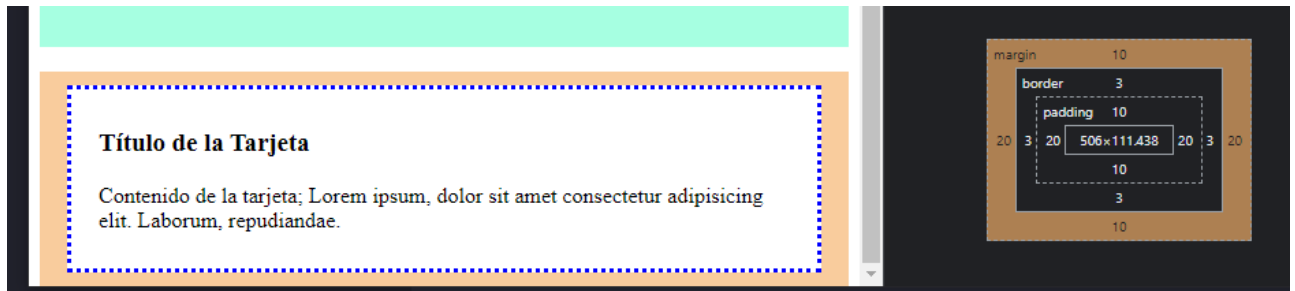 Título de la Tarjeta
Contenido de la tarjeta; Lorem ipsum, dolor sit amet consectetur adipisicing
elit. Laborum, repudiandae.
margin 10
border 3
padding 10
20 3 20 506×111.438 20 3 20
10
3
10